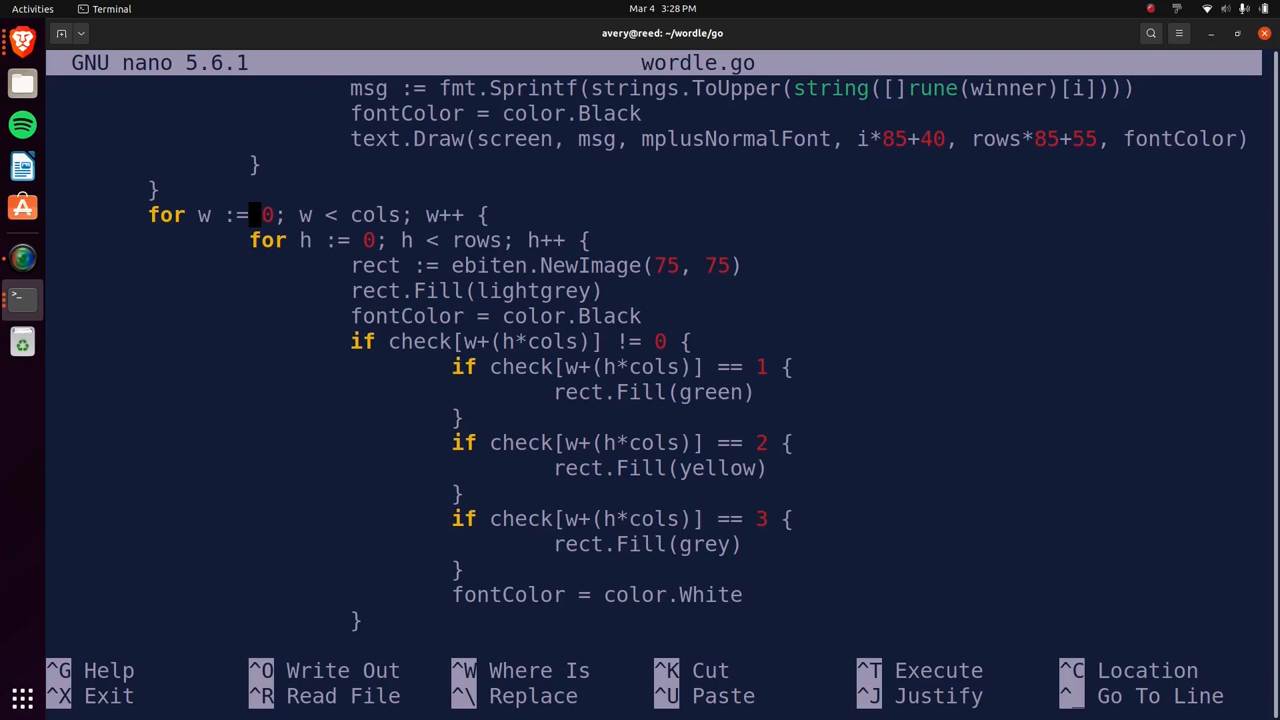 Activities Terminal Mar 4 3:28 PM
avery@reed: ~/wordle/go
GNU nano 5.6.1 wordle.go
msg := fmt.Sprintf(strings.ToUpper(string([]rune(winner)[i])))
fontColor = color.Black
text.Draw(screen, msg, mplusNormalFont, i*85+40, rows*85+55, fontColor)
}
}
for w := 0; w < cols; w++ {
for h := 0; h < rows; h++ {
rect := ebiten.NewImage(75, 75)
rect.Fill(lightgrey)
fontColor = color.Black
if check[w+(h*cols)] != 0 {
if check[w+(h*cols)] == 1 {
rect.Fill(green)
}
if check[w+(h*cols)] == 2 {
rect.Fill(yellow)
}
if check[w+(h*cols)] == 3 {
rect.Fill(grey)
}
fontColor = color.White
}
^G Help ^O Write Out ^W Where Is ^K Cut ^T Execute ^C Location
^X Exit ^R Read File ^\ Replace ^U Paste ^J Justify ^_ Go To Line